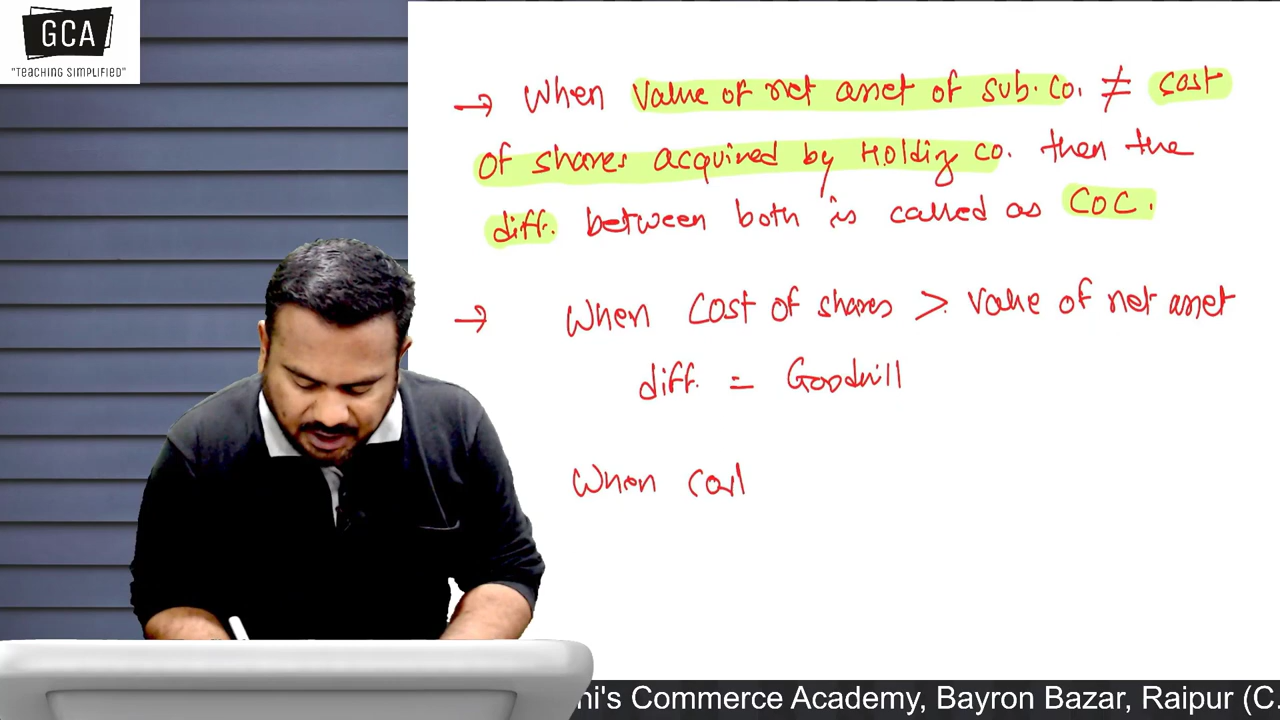 GCA
"TEACHING SIMPLIFIED"
→ When Value of net asset of sub. Co. ≠ cost
of shares acquired by Holding co. then the
diff. between both is called as COC.
→ When Cost of shares > Value of net asset
diff. = Goodwill
When cost
ni's Commerce Academy, Bayron Bazar, Raipur (C.